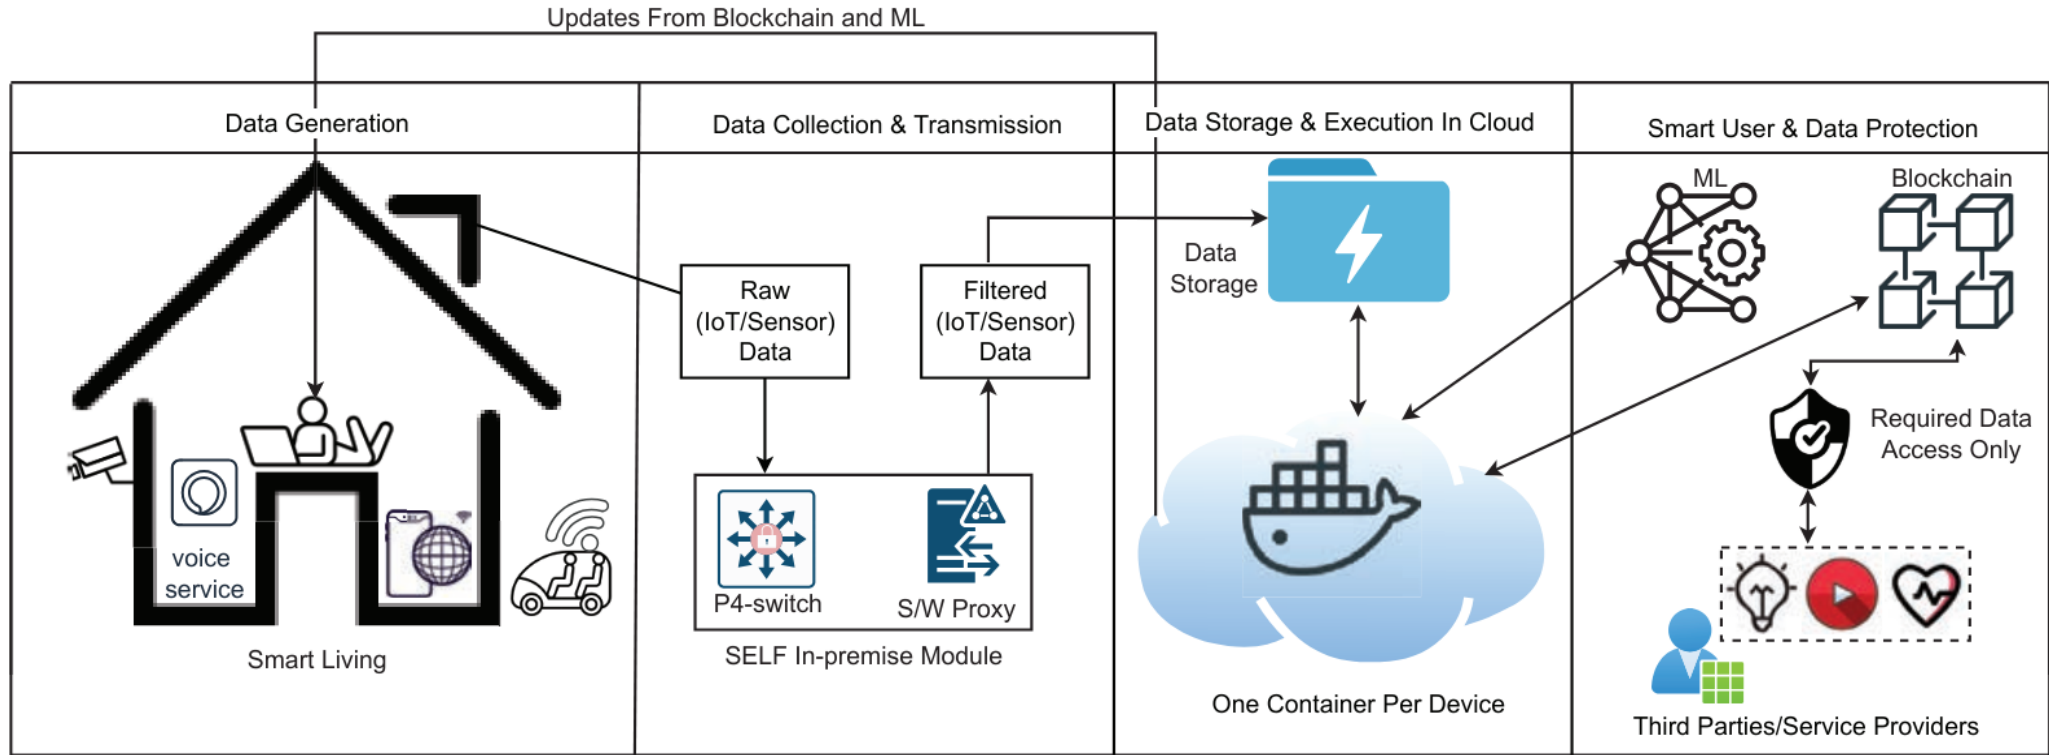 Updates From Blockchain and ML
Data Generation
Data Collection & Transmission
Data Storage & Execution In Cloud
Smart User & Data Protection
voice
service
Smart Living
Raw
(IoT/Sensor)
Data
Filtered
(IoT/Sensor)
Data
P4-switch
S/W Proxy
SELF In-premise Module
Data
Storage
One Container Per Device
ML
Blockchain
Required Data
Access Only
Third Parties/Service Providers